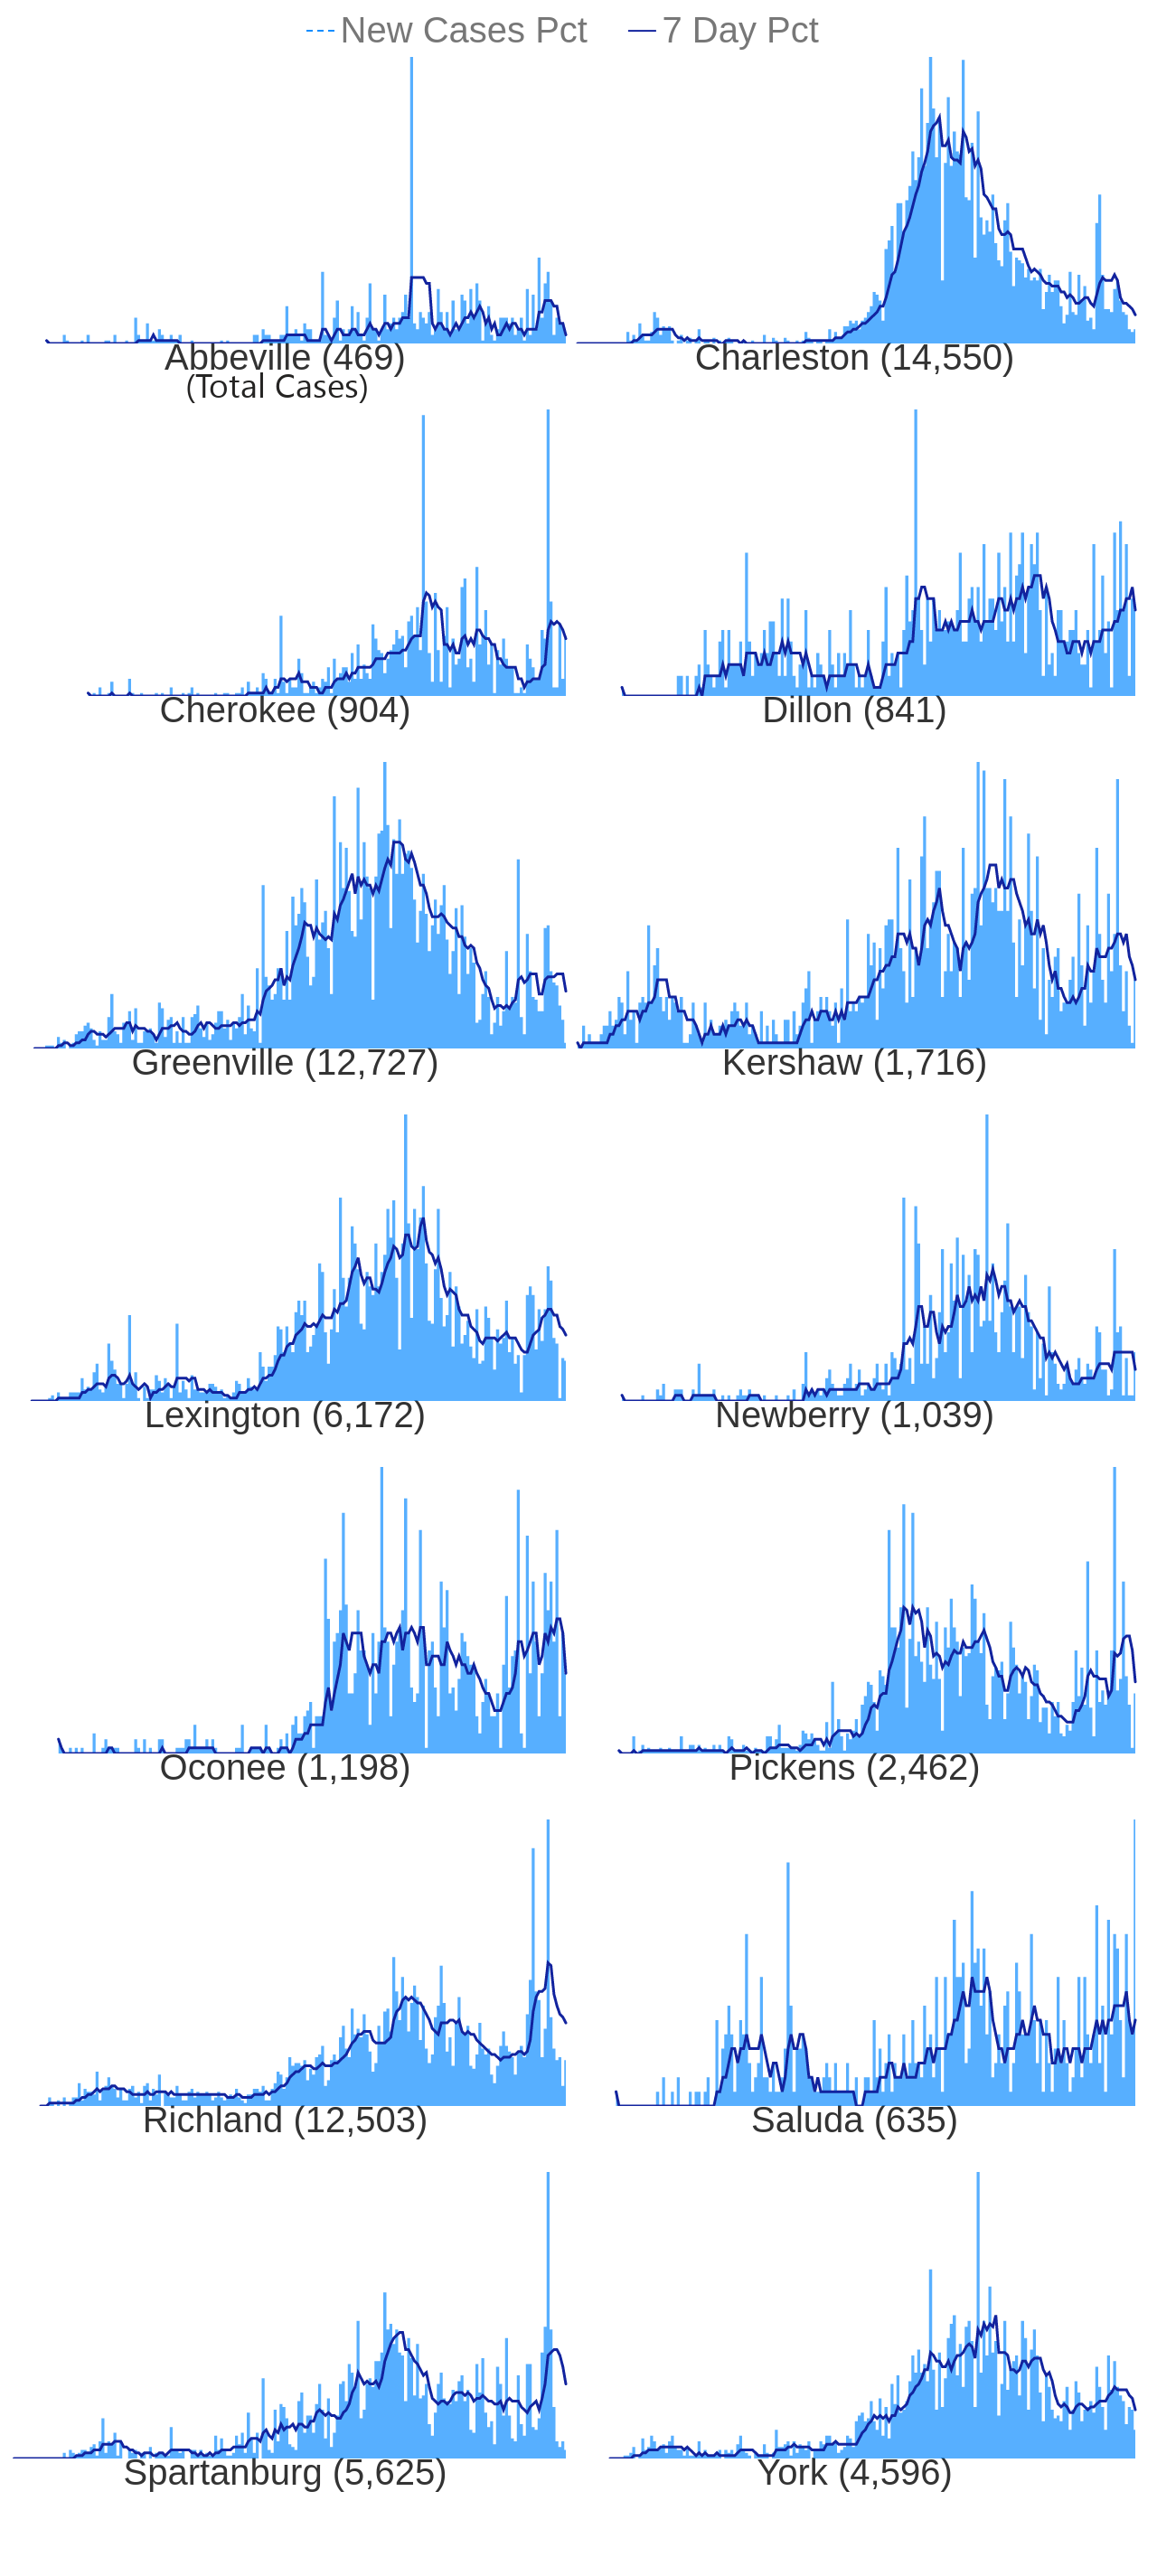 New Cases Pct 7 Day Pct
Abbeville (469) Charleston (14,550)
(Total Cases)
Cherokee (904) Dillon (841)
Greenville (12,727) Kershaw (1,716)
Lexington (6,172) Newberry (1,039)
Oconee (1,198) Pickens (2,462)
Richland (12,503) Saluda (635)
Spartanburg (5,625) York (4,596)